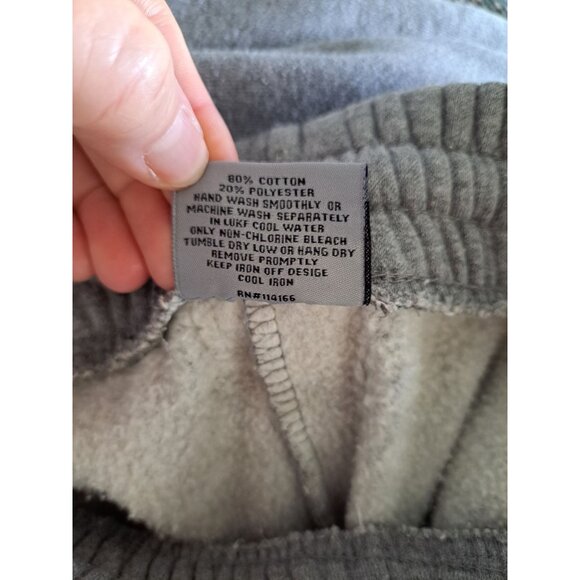 80% COTTON
20% POLYESTER
HAND WASH SMOOTHLY OR
MACHINE WASH SEPARATELY
IN LUKF COOL WATER
ONLY NON-CHLORINE BLEACH
TUMBLE DRY LOW OR HANG DRY
REMOVE PROMPTLY
KEEP IRON OFF DESIGE
COOL IRON
RN#114166